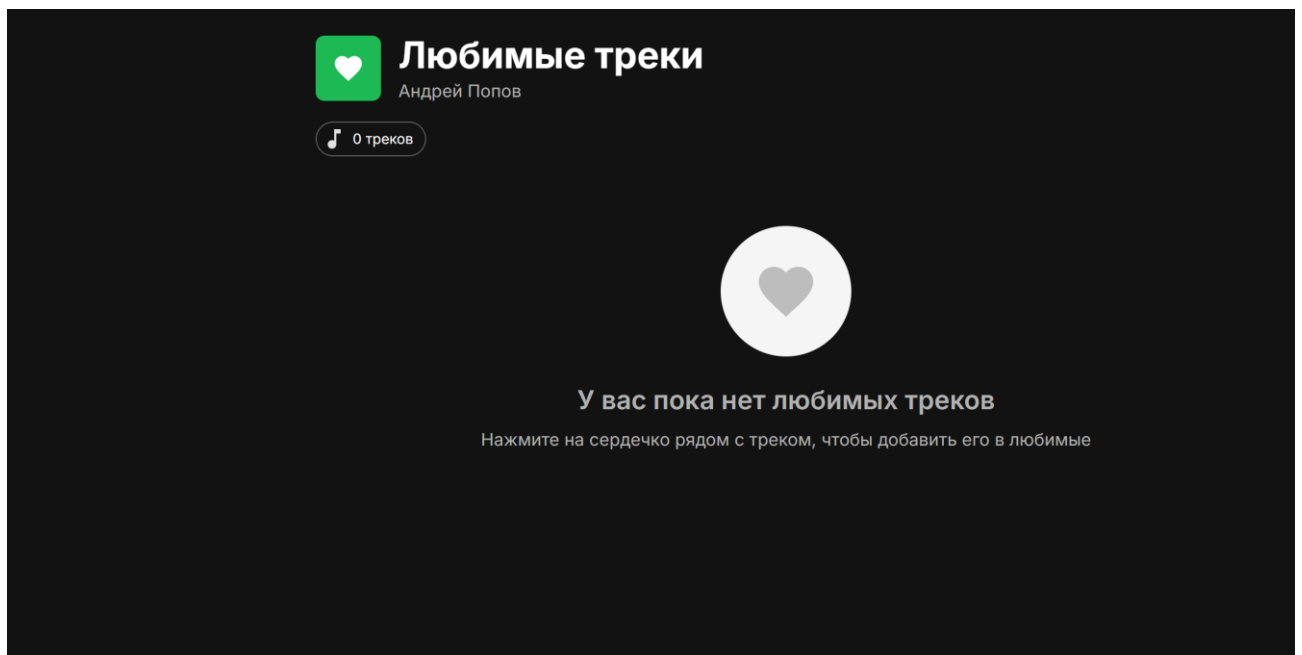 Любимые треки
Андрей Попов
0 треков
У вас пока нет любимых треков
Нажмите на сердечко рядом с треком, чтобы добавить его в любимые